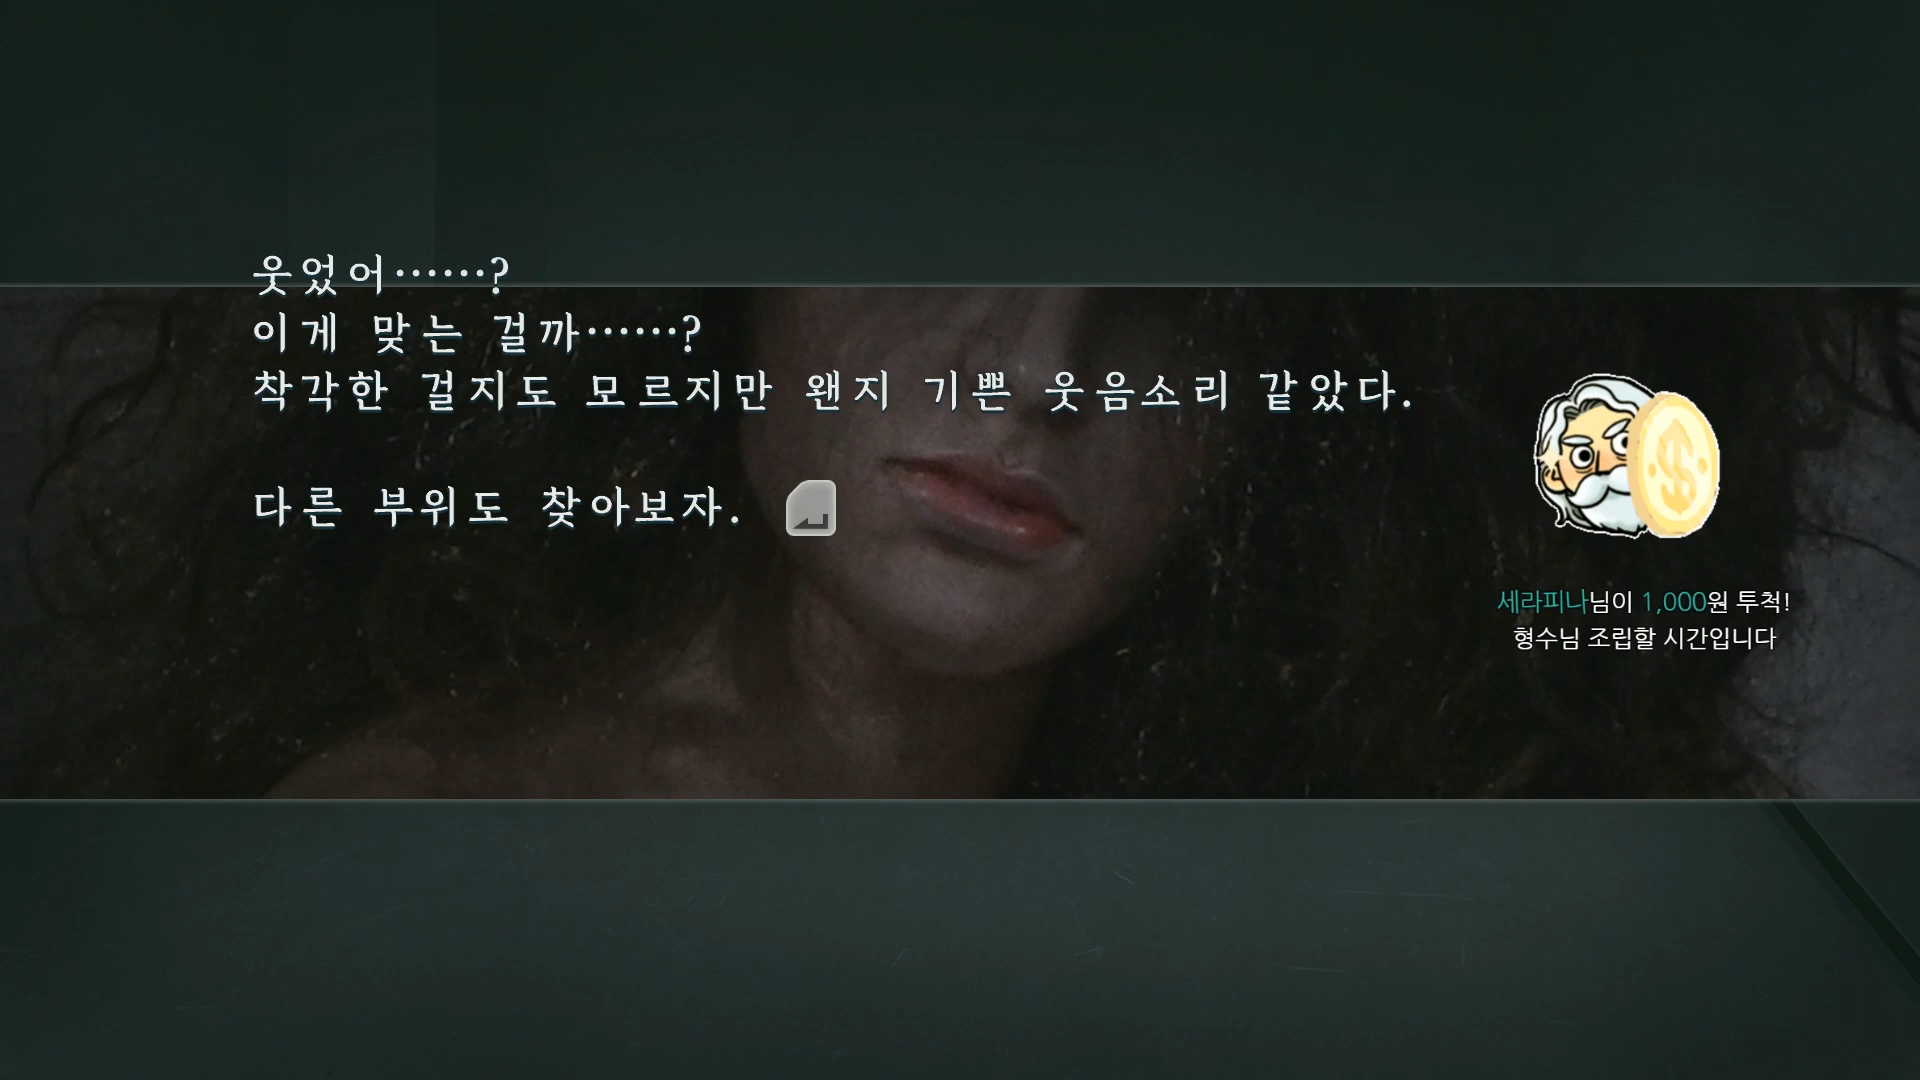 웃었어……?
이게 맞는 걸까……?
착각한 걸지도 모르지만 왠지 기쁜 웃음소리 같았다.
다른 부위도 찾아보자.
세라피나님이 1,000원 투척!
형수님 조립할 시간입니다